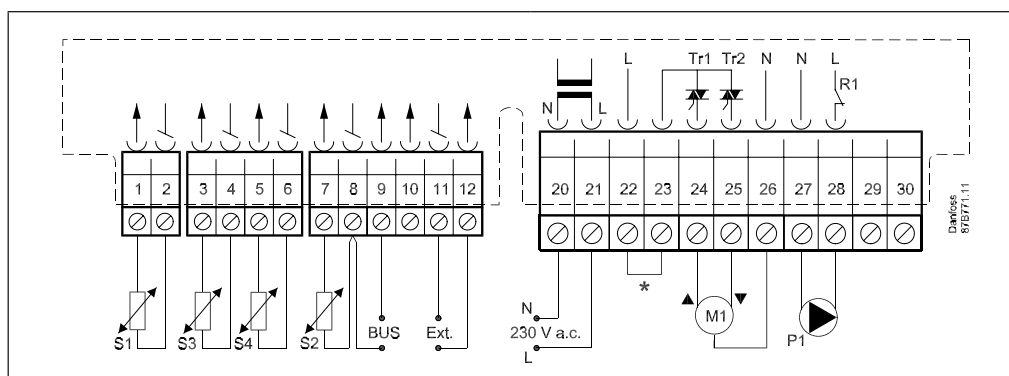 L Tr1 Tr2 N N L
R1
N L
1 2 3 4 5 6 7 8 9 10 11 12
20 21 22 23 24 25 26 27 28 29 30
Danfoss
87B771.11
*
S1 S3 S4 S2 BUS Ext.
N
230 V a.c.
L
M1
P1